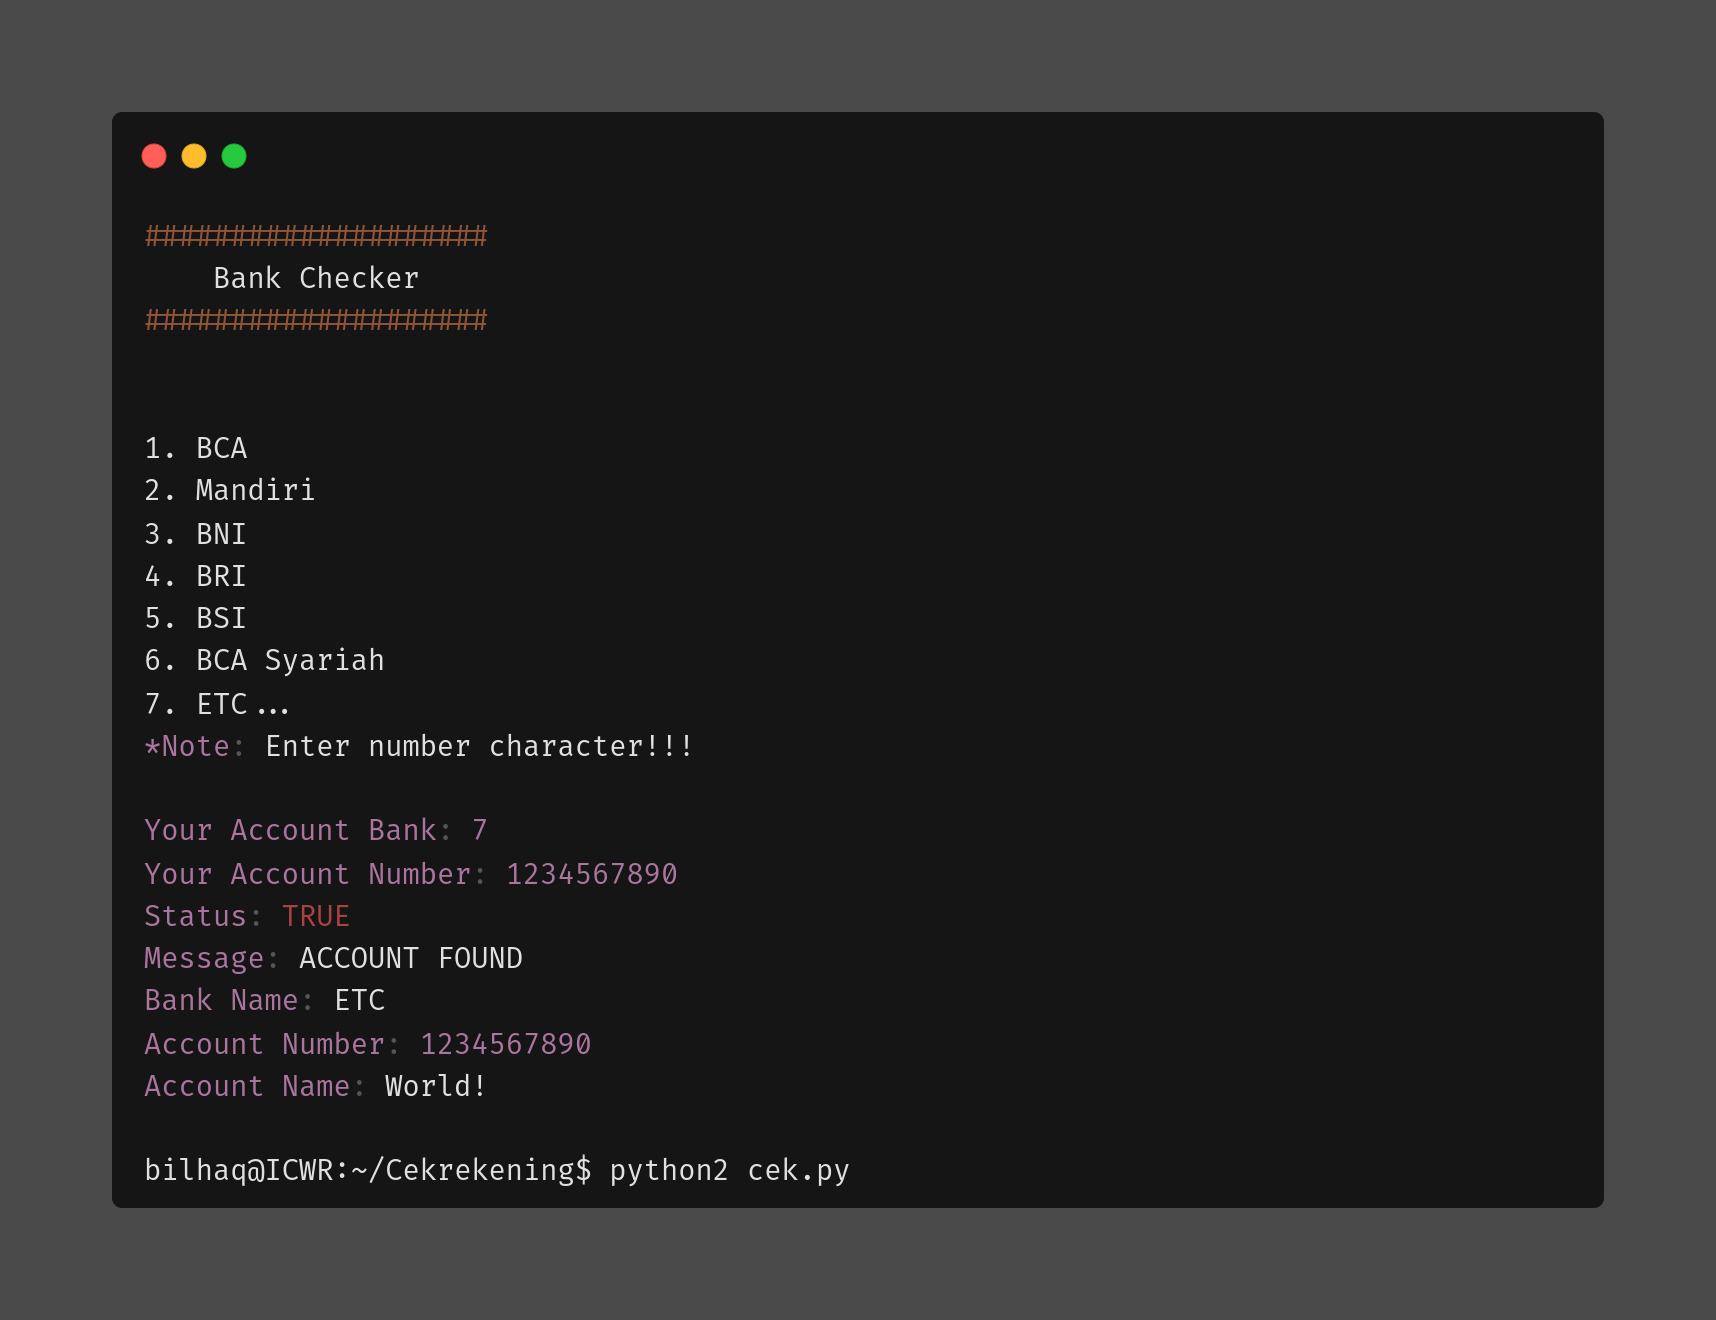 ####################
Bank Checker
####################
1. BCA
2. Mandiri
3. BNI
4. BRI
5. BSI
6. BCA Syariah
7. ETC...
*Note: Enter number character!!!
Your Account Bank: 7
Your Account Number: 1234567890
Status: TRUE
Message: ACCOUNT FOUND
Bank Name: ETC
Account Number: 1234567890
Account Name: World!
bilhaq@ICWR:~/Cekrekening$ python2 cek.py